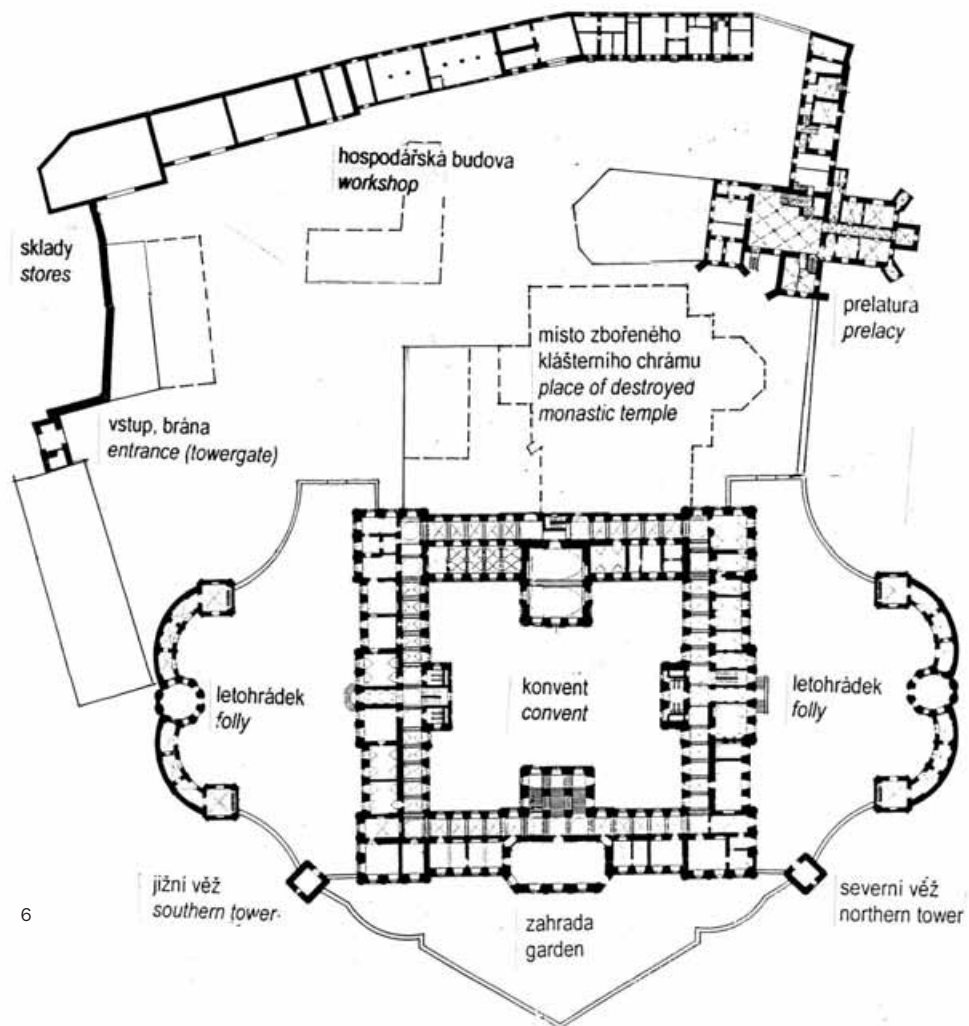 hospodářská budova
workshop
sklady
stores
prelatura
prelacy
místo zbořeného
klášterního chrámu
place of destroyed
monastic temple
vstup, brána
entrance (towergate)
letohrádek
folly
konvent
convent
letohrádek
folly
jižní věž
southern tower
severní věž
northern tower
zahrada
garden
6